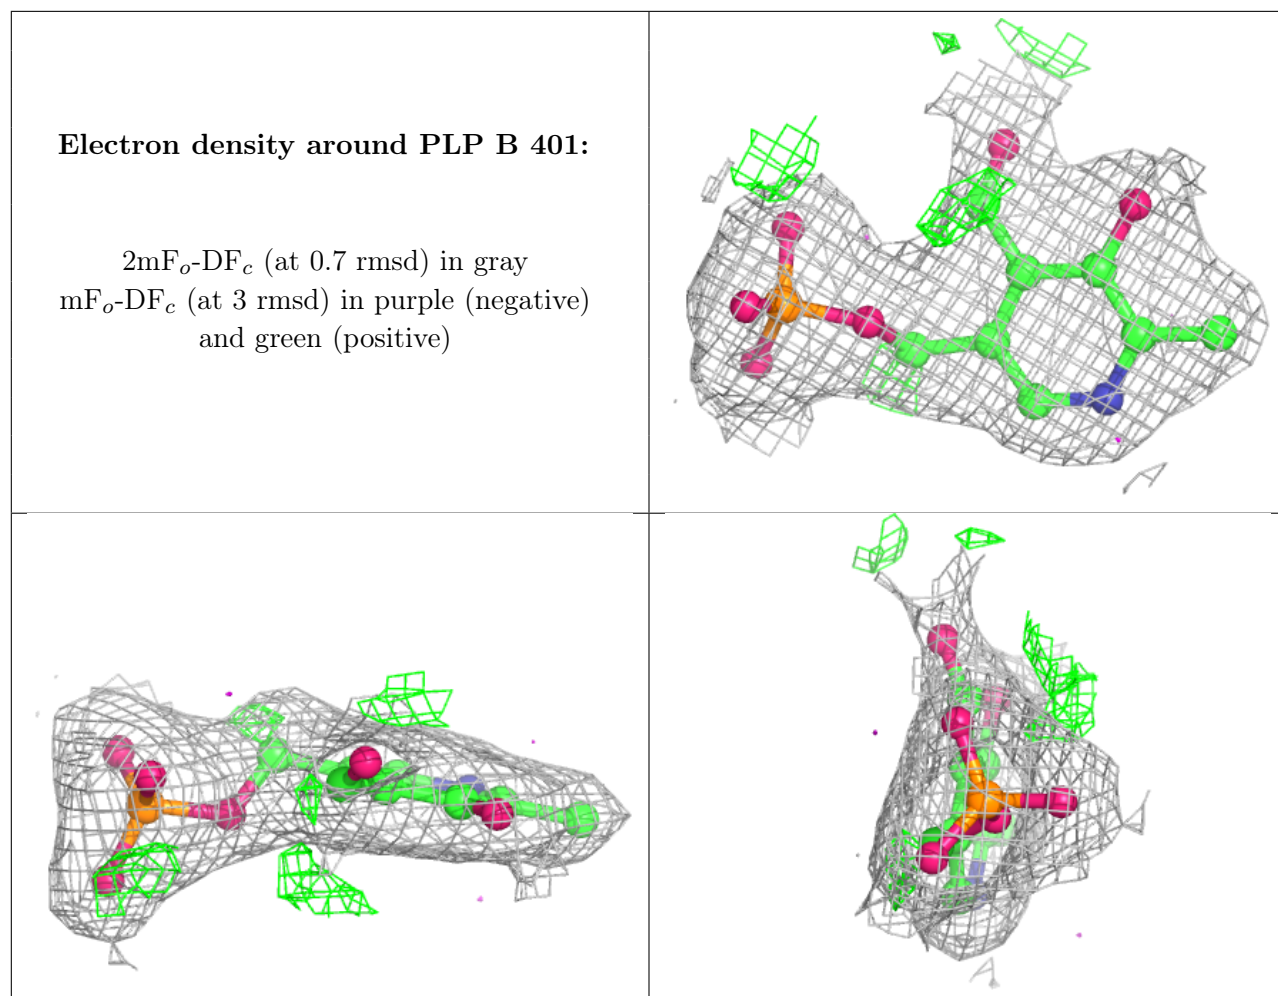 Electron density around PLP B 401:
2mFₒ-DF𝒸 (at 0.7 rmsd) in gray
mFₒ-DF𝒸 (at 3 rmsd) in purple (negative)
and green (positive)